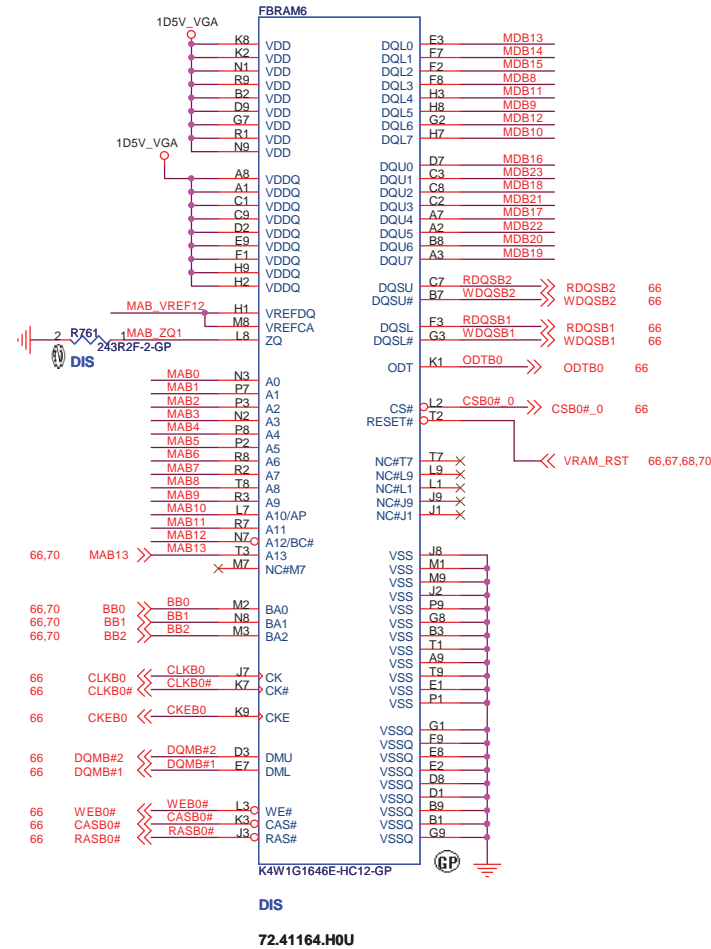 FBRAM6
1D5V_VGA
K8 VDD DQL0 E3 MDB13
K2 VDD DQL1 F7 MDB14
N1 VDD DQL2 F2 MDB15
R9 VDD DQL3 F8 MDB8
B2 VDD DQL4 H3 MDB11
D9 VDD DQL5 H8 MDB9
G7 VDD DQL6 G2 MDB12
R1 VDD DQL7 H7 MDB10
N9 VDD
1D5V_VGA
A8 VDDQ DQU0 D7 MDB16
A1 VDDQ DQU1 C3 MDB23
C1 VDDQ DQU2 C8 MDB18
C9 VDDQ DQU3 C2 MDB21
D2 VDDQ DQU4 A7 MDB17
E9 VDDQ DQU5 A2 MDB22
F1 VDDQ DQU6 B8 MDB20
H9 VDDQ DQU7 A3 MDB19
H2 VDDQ
DQSU C7 RDQSB2 RDQSB2 66
DQSU# B7 WDQSB2 WDQSB2 66
MAB_VREF12 H1 VREFDQ
M8 VREFCA
DQSL F3 RDQSB1 RDQSB1 66
DQSL# G3 WDQSB1 WDQSB1 66
2 R761 1 MAB_ZQ1 L8 ZQ
243R2F-2-GP
DIS
ODT K1 ODTB0 ODTB0 66
MAB0 N3 A0
MAB1 P7 A1
MAB2 P3 A2
MAB3 N2 A3
MAB4 P8 A4
MAB5 P2 A5
MAB6 R8 A6
MAB7 R2 A7
MAB8 T8 A8
MAB9 R3 A9
MAB10 L7 A10/AP
MAB11 R7 A11
MAB12 N7 A12/BC#
66,70 MAB13 MAB13 T3 A13
M7 NC#M7
CS# L2 CSB0#_0 CSB0#_0 66
RESET# T2
VRAM_RST 66,67,68,70
NC#T7 T7
NC#L9 L9
NC#L1 L1
NC#J9 J9
NC#J1 J1
66,70 BB0 BB0 M2 BA0
66,70 BB1 BB1 N8 BA1
66,70 BB2 BB2 M3 BA2
VSS J8
VSS M1
VSS M9
VSS J2
VSS P9
VSS G8
VSS B3
VSS T1
VSS A9
VSS T9
VSS E1
VSS P1
66 CLKB0 CLKB0 J7 CK
66 CLKB0# CLKB0# K7 CK#
66 CKEB0 CKEB0 K9 CKE
66 DQMB#2 DQMB#2 D3 DMU
66 DQMB#1 DQMB#1 E7 DML
66 WEB0# WEB0# L3 WE#
66 CASB0# CASB0# K3 CAS#
66 RASB0# RASB0# J3 RAS#
VSSQ G1
VSSQ F9
VSSQ E8
VSSQ E2
VSSQ D8
VSSQ D1
VSSQ B9
VSSQ B1
VSSQ G9
K4W1G1646E-HC12-GP
GP
DIS
72.41164.H0U